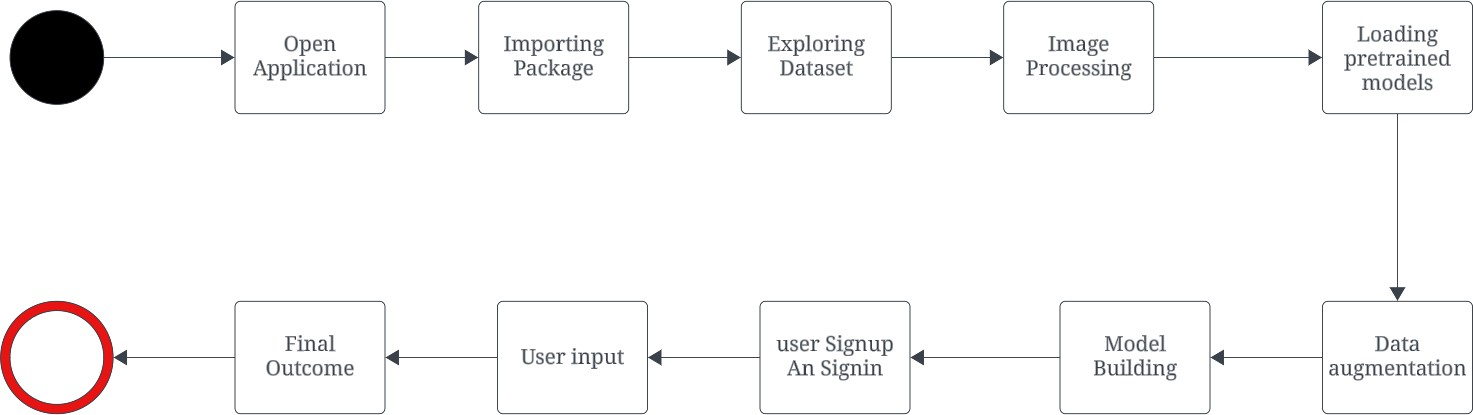 Open
Application
Importing
Package
Exploring
Dataset
Image
Processing
Loading
pretrained
models
Data
augmentation
Model
Building
user Signup
An Signin
User input
Final
Outcome